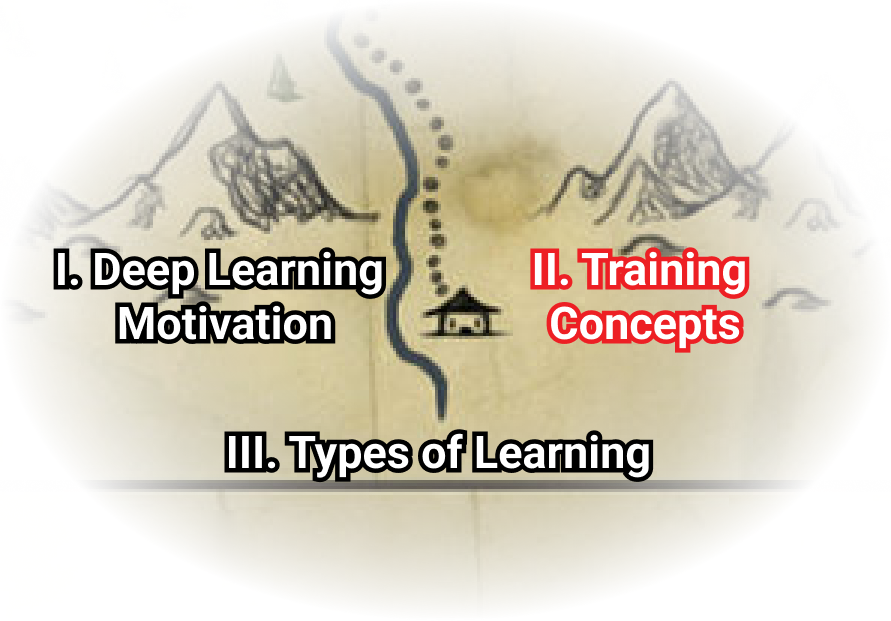 I. Deep Learning
Motivation
II. Training
Concepts
III. Types of Learning